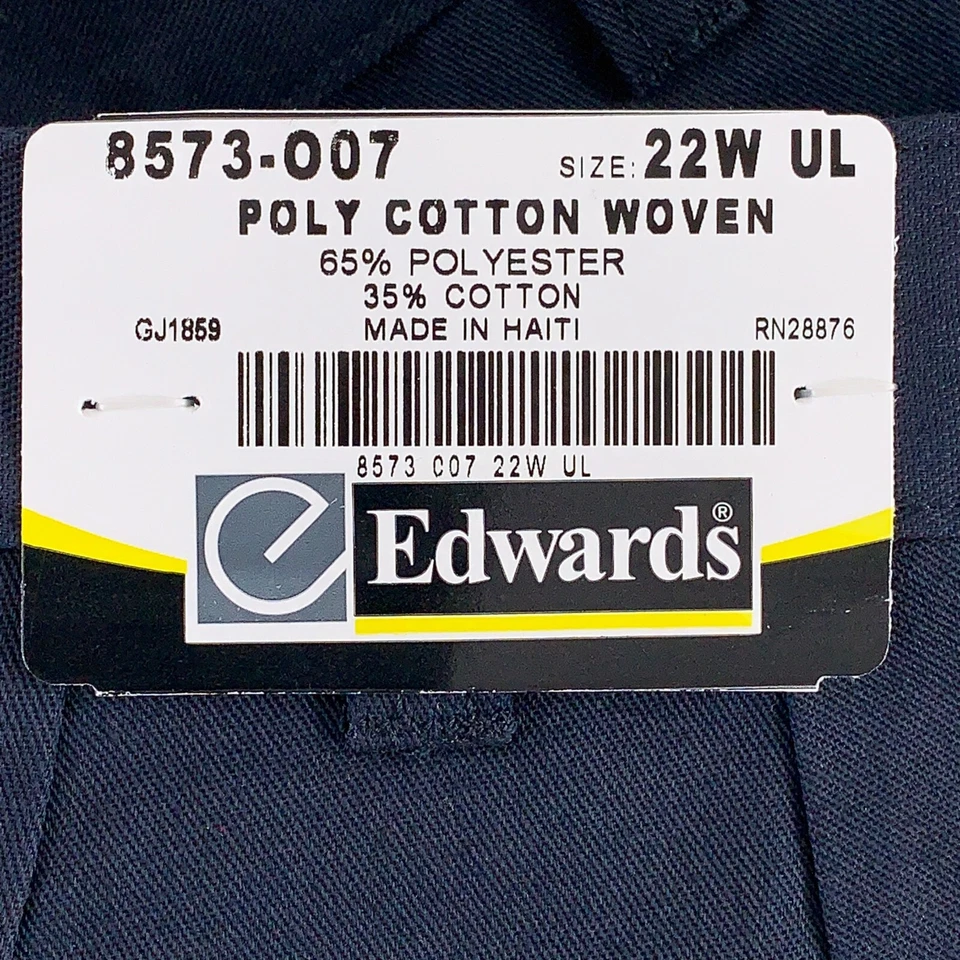 8573-007 SIZE: 22W UL
POLY COTTON WOVEN
65% POLYESTER
35% COTTON
GJ1859 MADE IN HAITI RN28876
8573 007 22W UL
e Edwards®